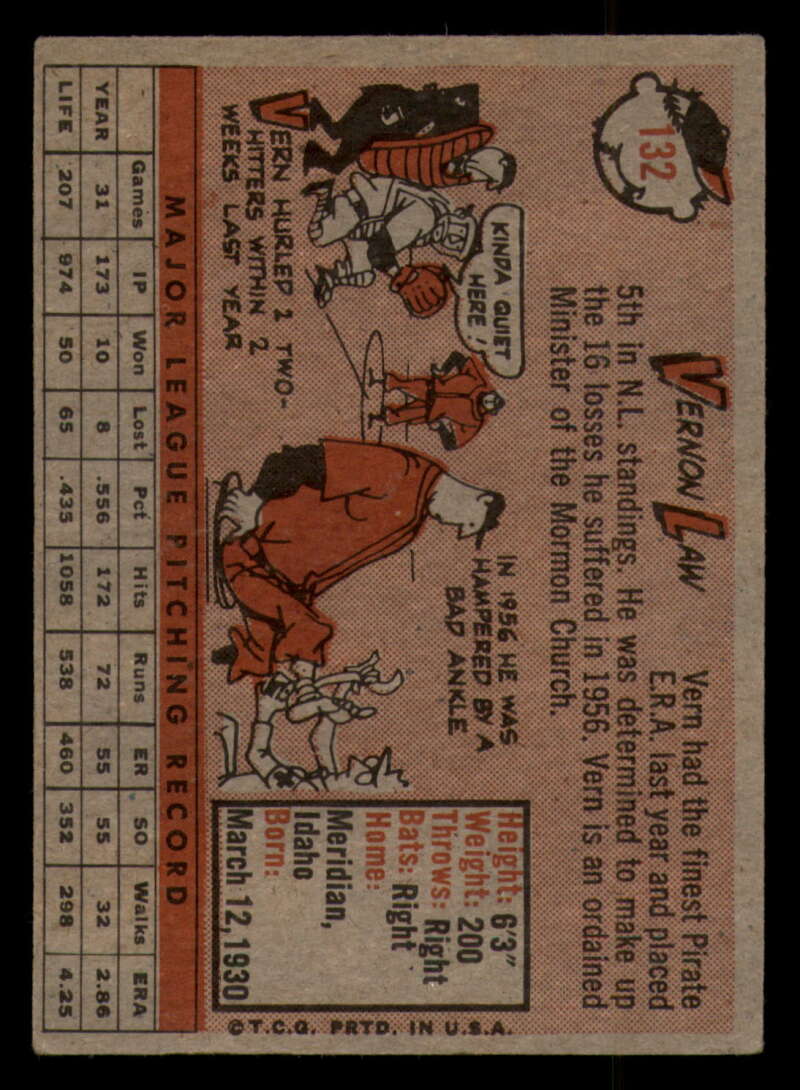 132
VERNON LAW
Vern had the finest Pirate
E.R.A. last year and placed
5th in N.L. standings. He was determined to make up
the 16 losses he suffered in 1956. Vern is an ordained
Minister of the Mormon Church.
KINDA QUIET
HERE!
VERN HURLED 2 TWO-
HITTERS WITHIN 2
WEEKS LAST YEAR
IN 1956 HE WAS
HAMPERED BY A
BAD ANKLE
Height: 6'3"
Weight: 200
Throws: Right
Bats: Right
Home:
Meridian,
Idaho
Born:
March 12, 1930
©T.C.G. PRTD. IN U.S.A.
MAJOR LEAGUE PITCHING RECORD
Games IP Won Lost Pct Hits Runs ER SO Walks ERA
YEAR 31 173 10 8 .556 172 72 55 55 32 2.86
LIFE 207 974 50 65 .435 1058 538 460 352 298 4.25